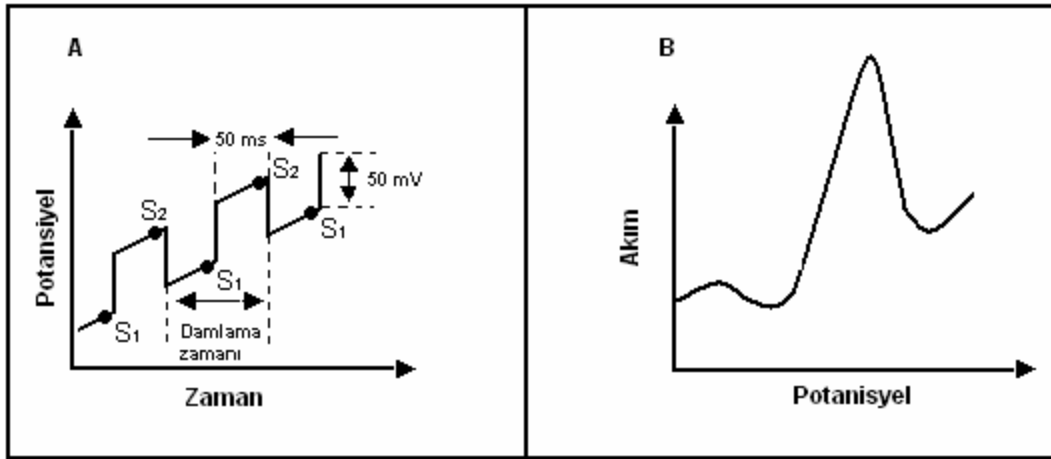 A
Potansiyel
50 ms
S2
S2
50 mV
S1
S1
S1
Damlama
zamanı
Zaman
B
Akım
Potanisyel